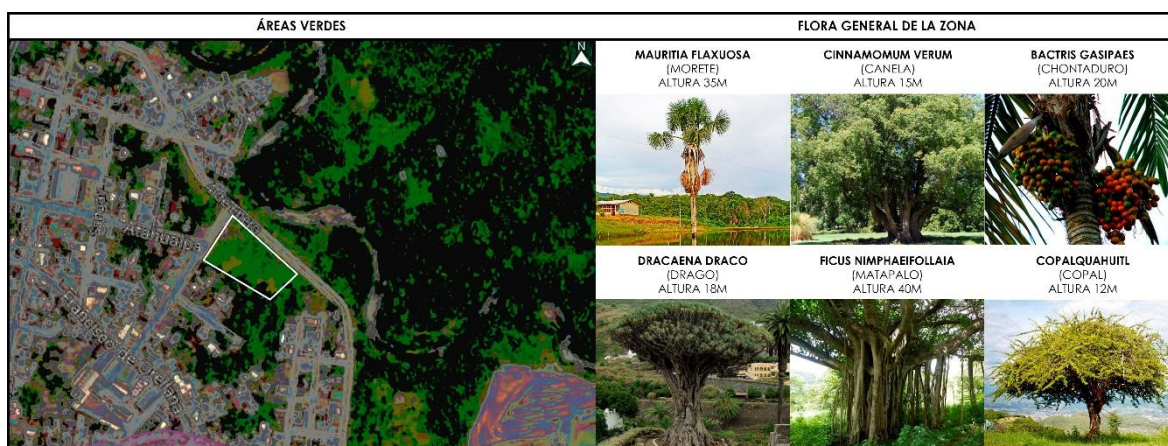 ÁREAS VERDES
FLORA GENERAL DE LA ZONA
N
Atahualpa
MAURITIA FLAXUOSA
(MORETE)
ALTURA 35M
CINNAMOMUM VERUM
(CANELA)
ALTURA 15M
BACTRIS GASIPAES
(CHONTADURO)
ALTURA 20M
DRACAENA DRACO
(DRAGO)
ALTURA 18M
FICUS NIMPHAEIFOLLAIA
(MATAPALO)
ALTURA 40M
COPALQUAHUITL
(COPAL)
ALTURA 12M